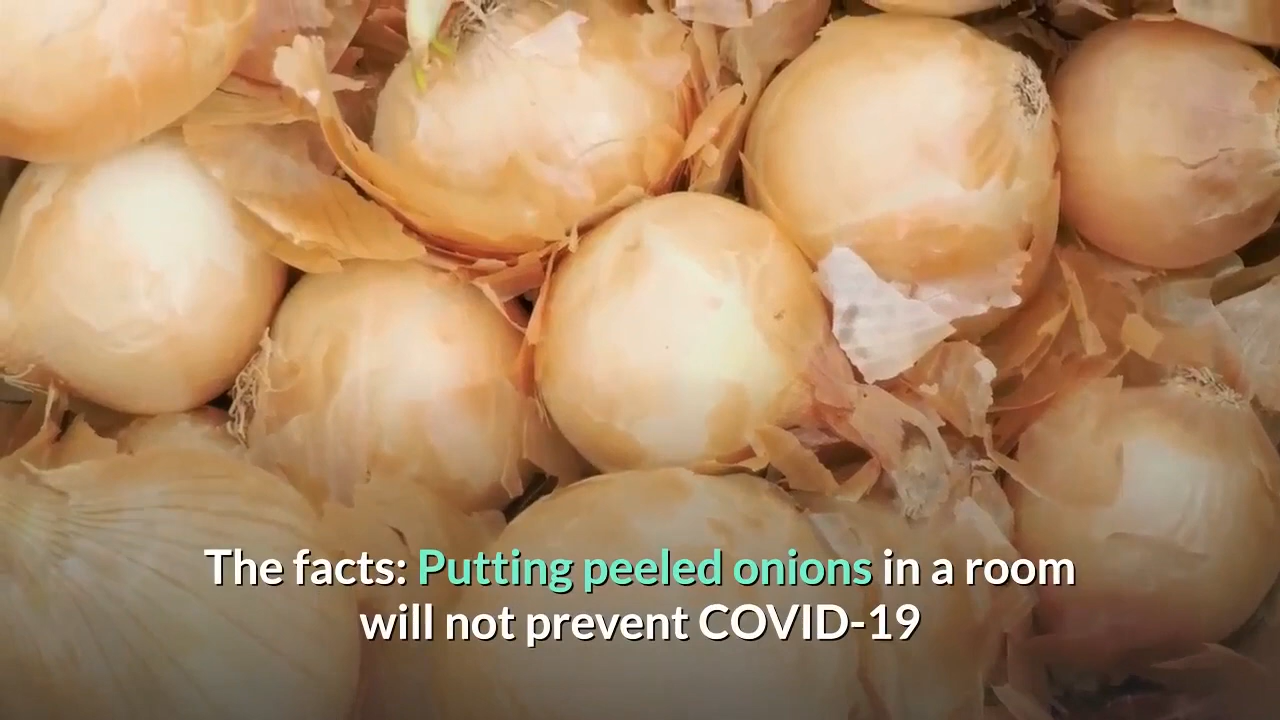 The facts: Putting peeled onions in a room
will not prevent COVID-19